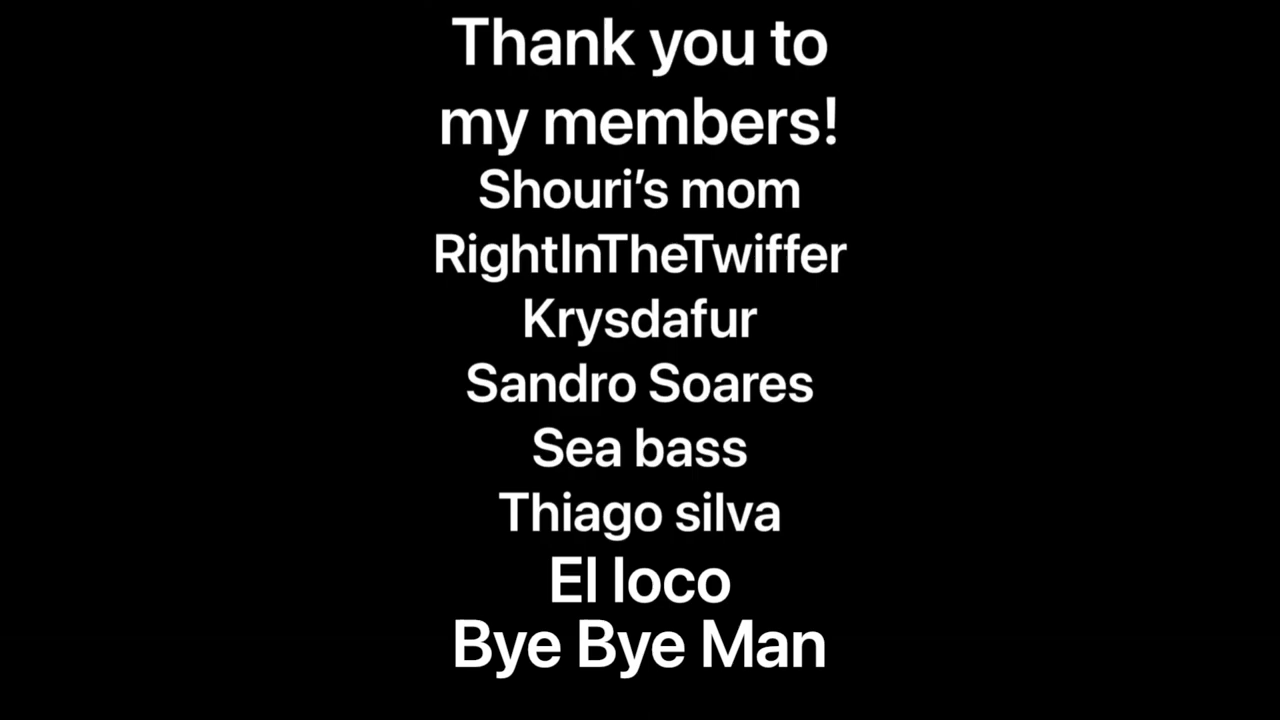 Thank you to
my members!
Shouri’s mom
RightInTheTwiffer
Krysdafur
Sandro Soares
Sea bass
Thiago silva
El loco
Bye Bye Man